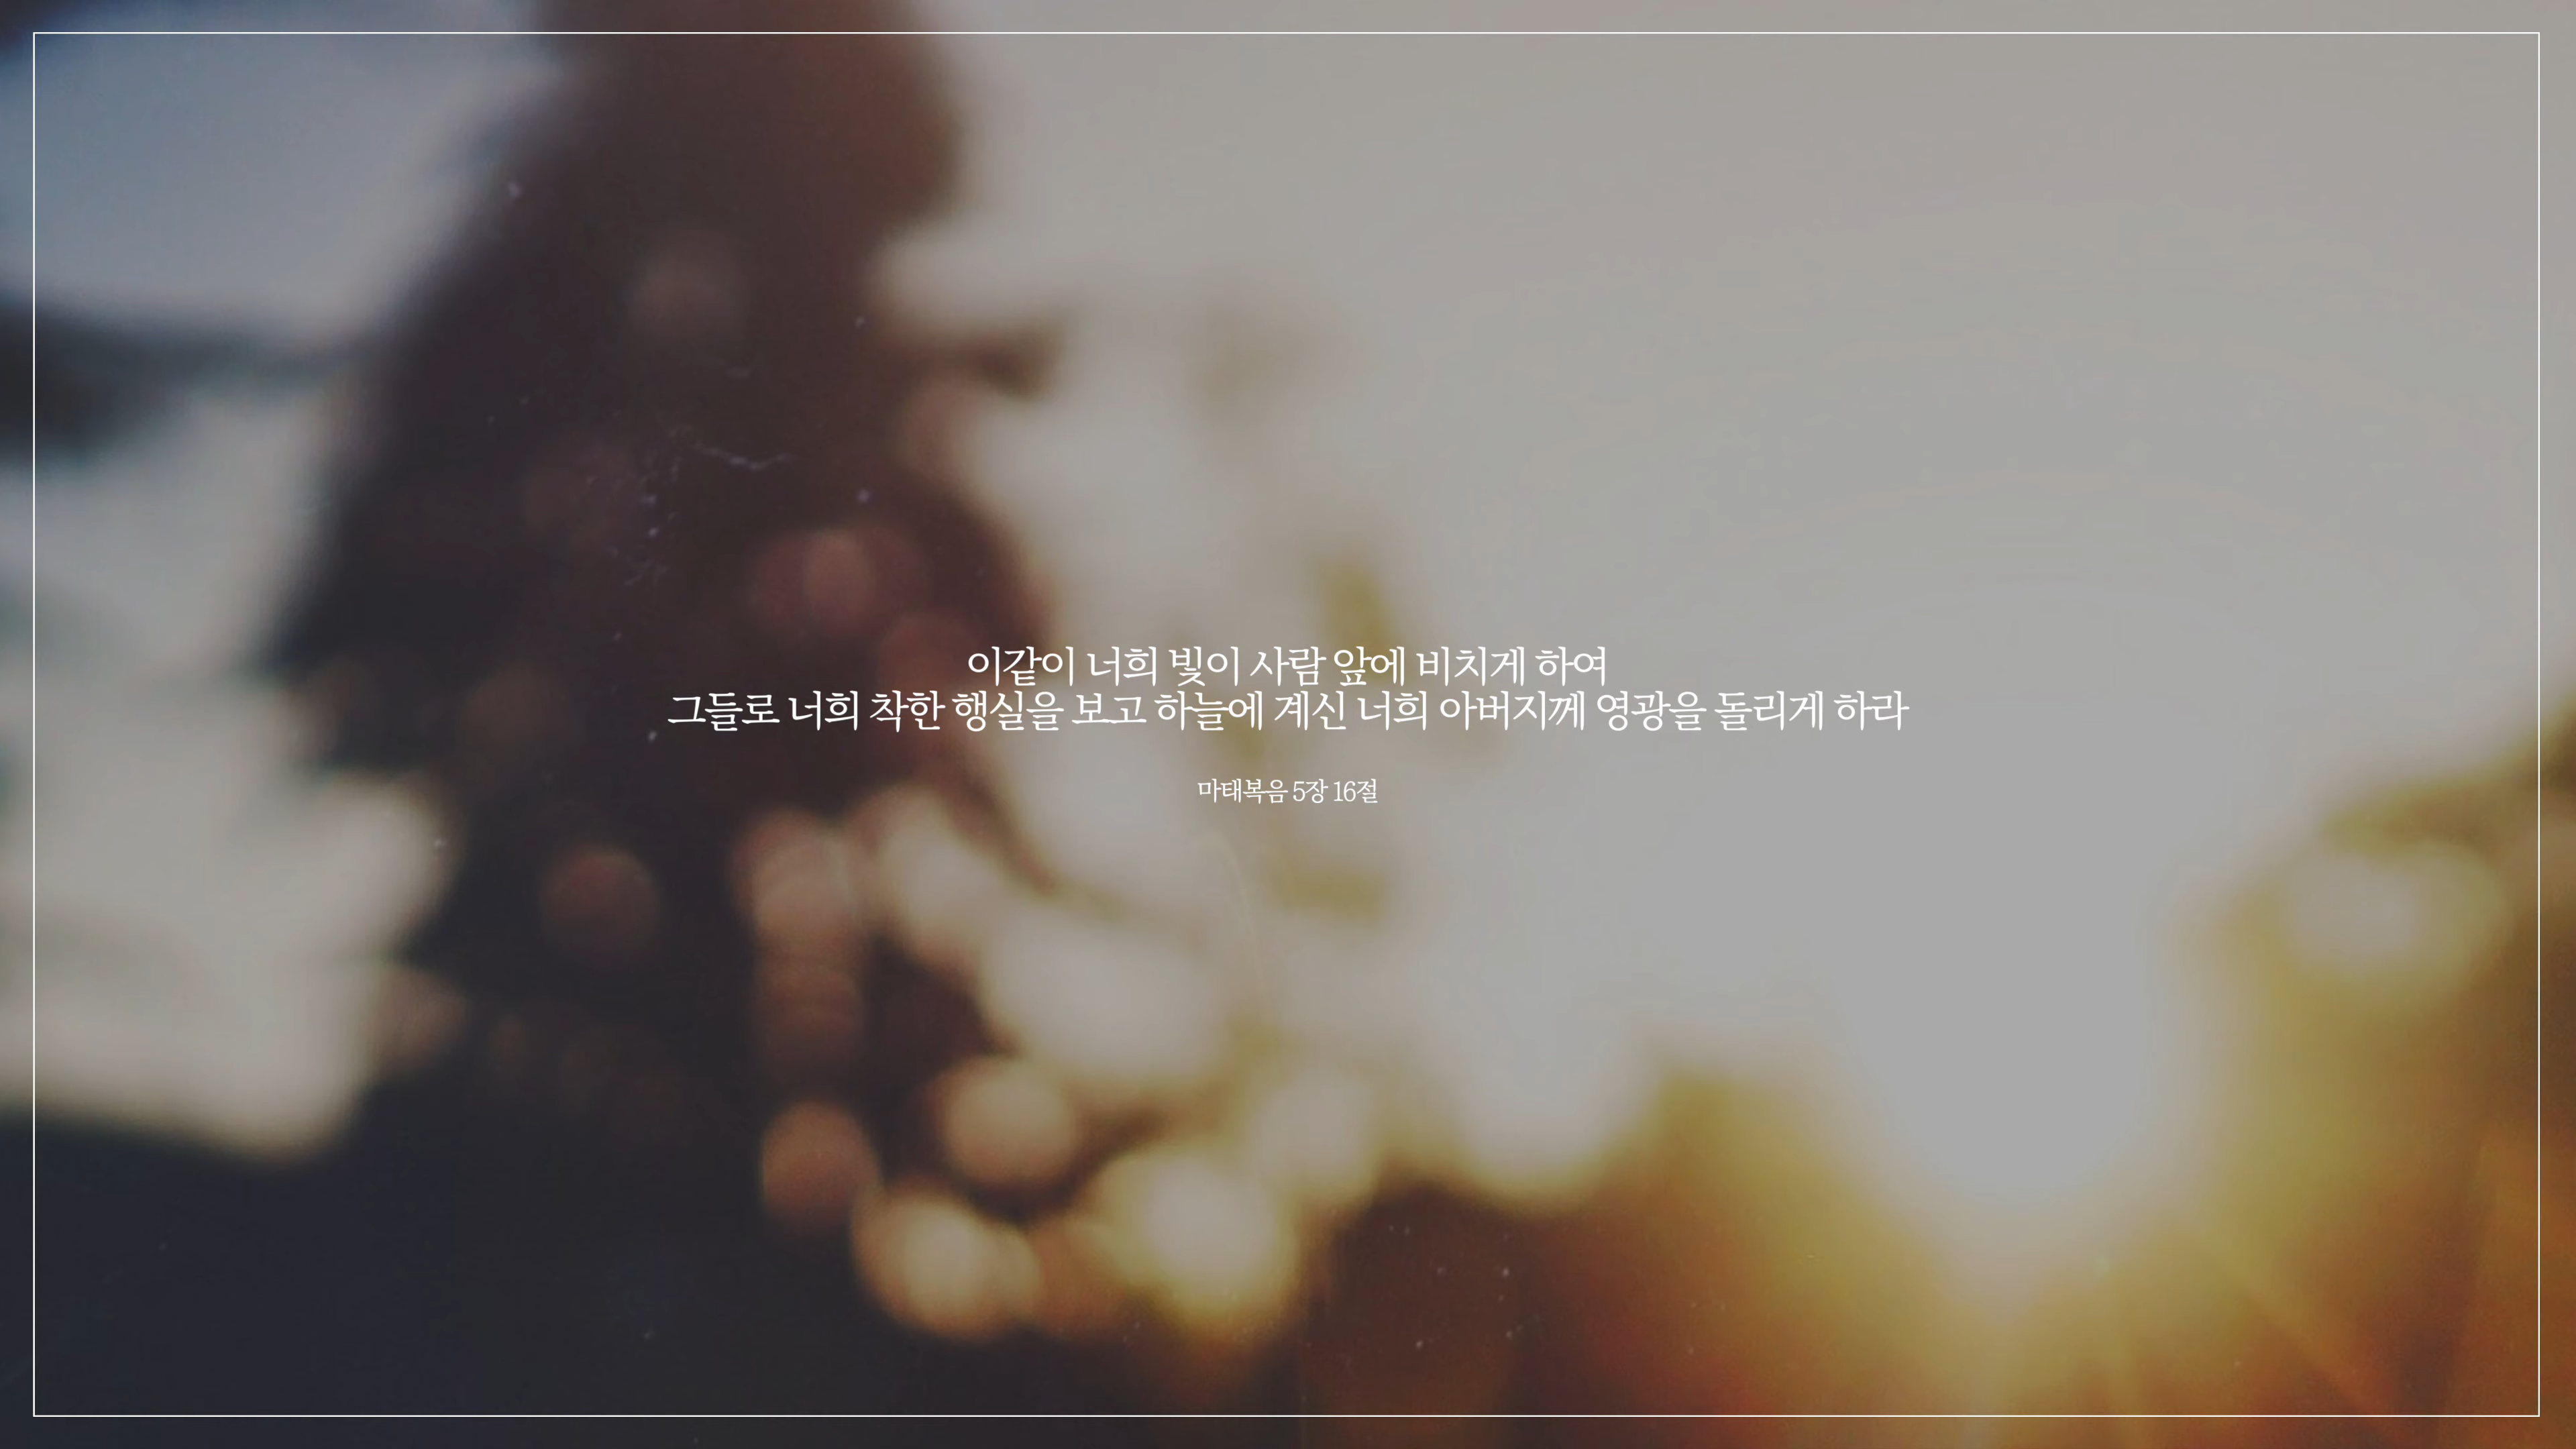 이같이 너희 빛이 사람 앞에 비치게 하여
그들로 너희 착한 행실을 보고 하늘에 계신 너희 아버지께 영광을 돌리게 하라
마태복음 5장 16절